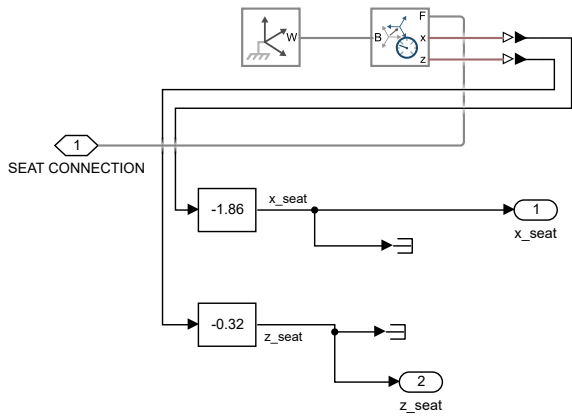 W
B
F
x
z
1
SEAT CONNECTION
-1.86
x_seat
1
x_seat
-0.32
z_seat
2
z_seat